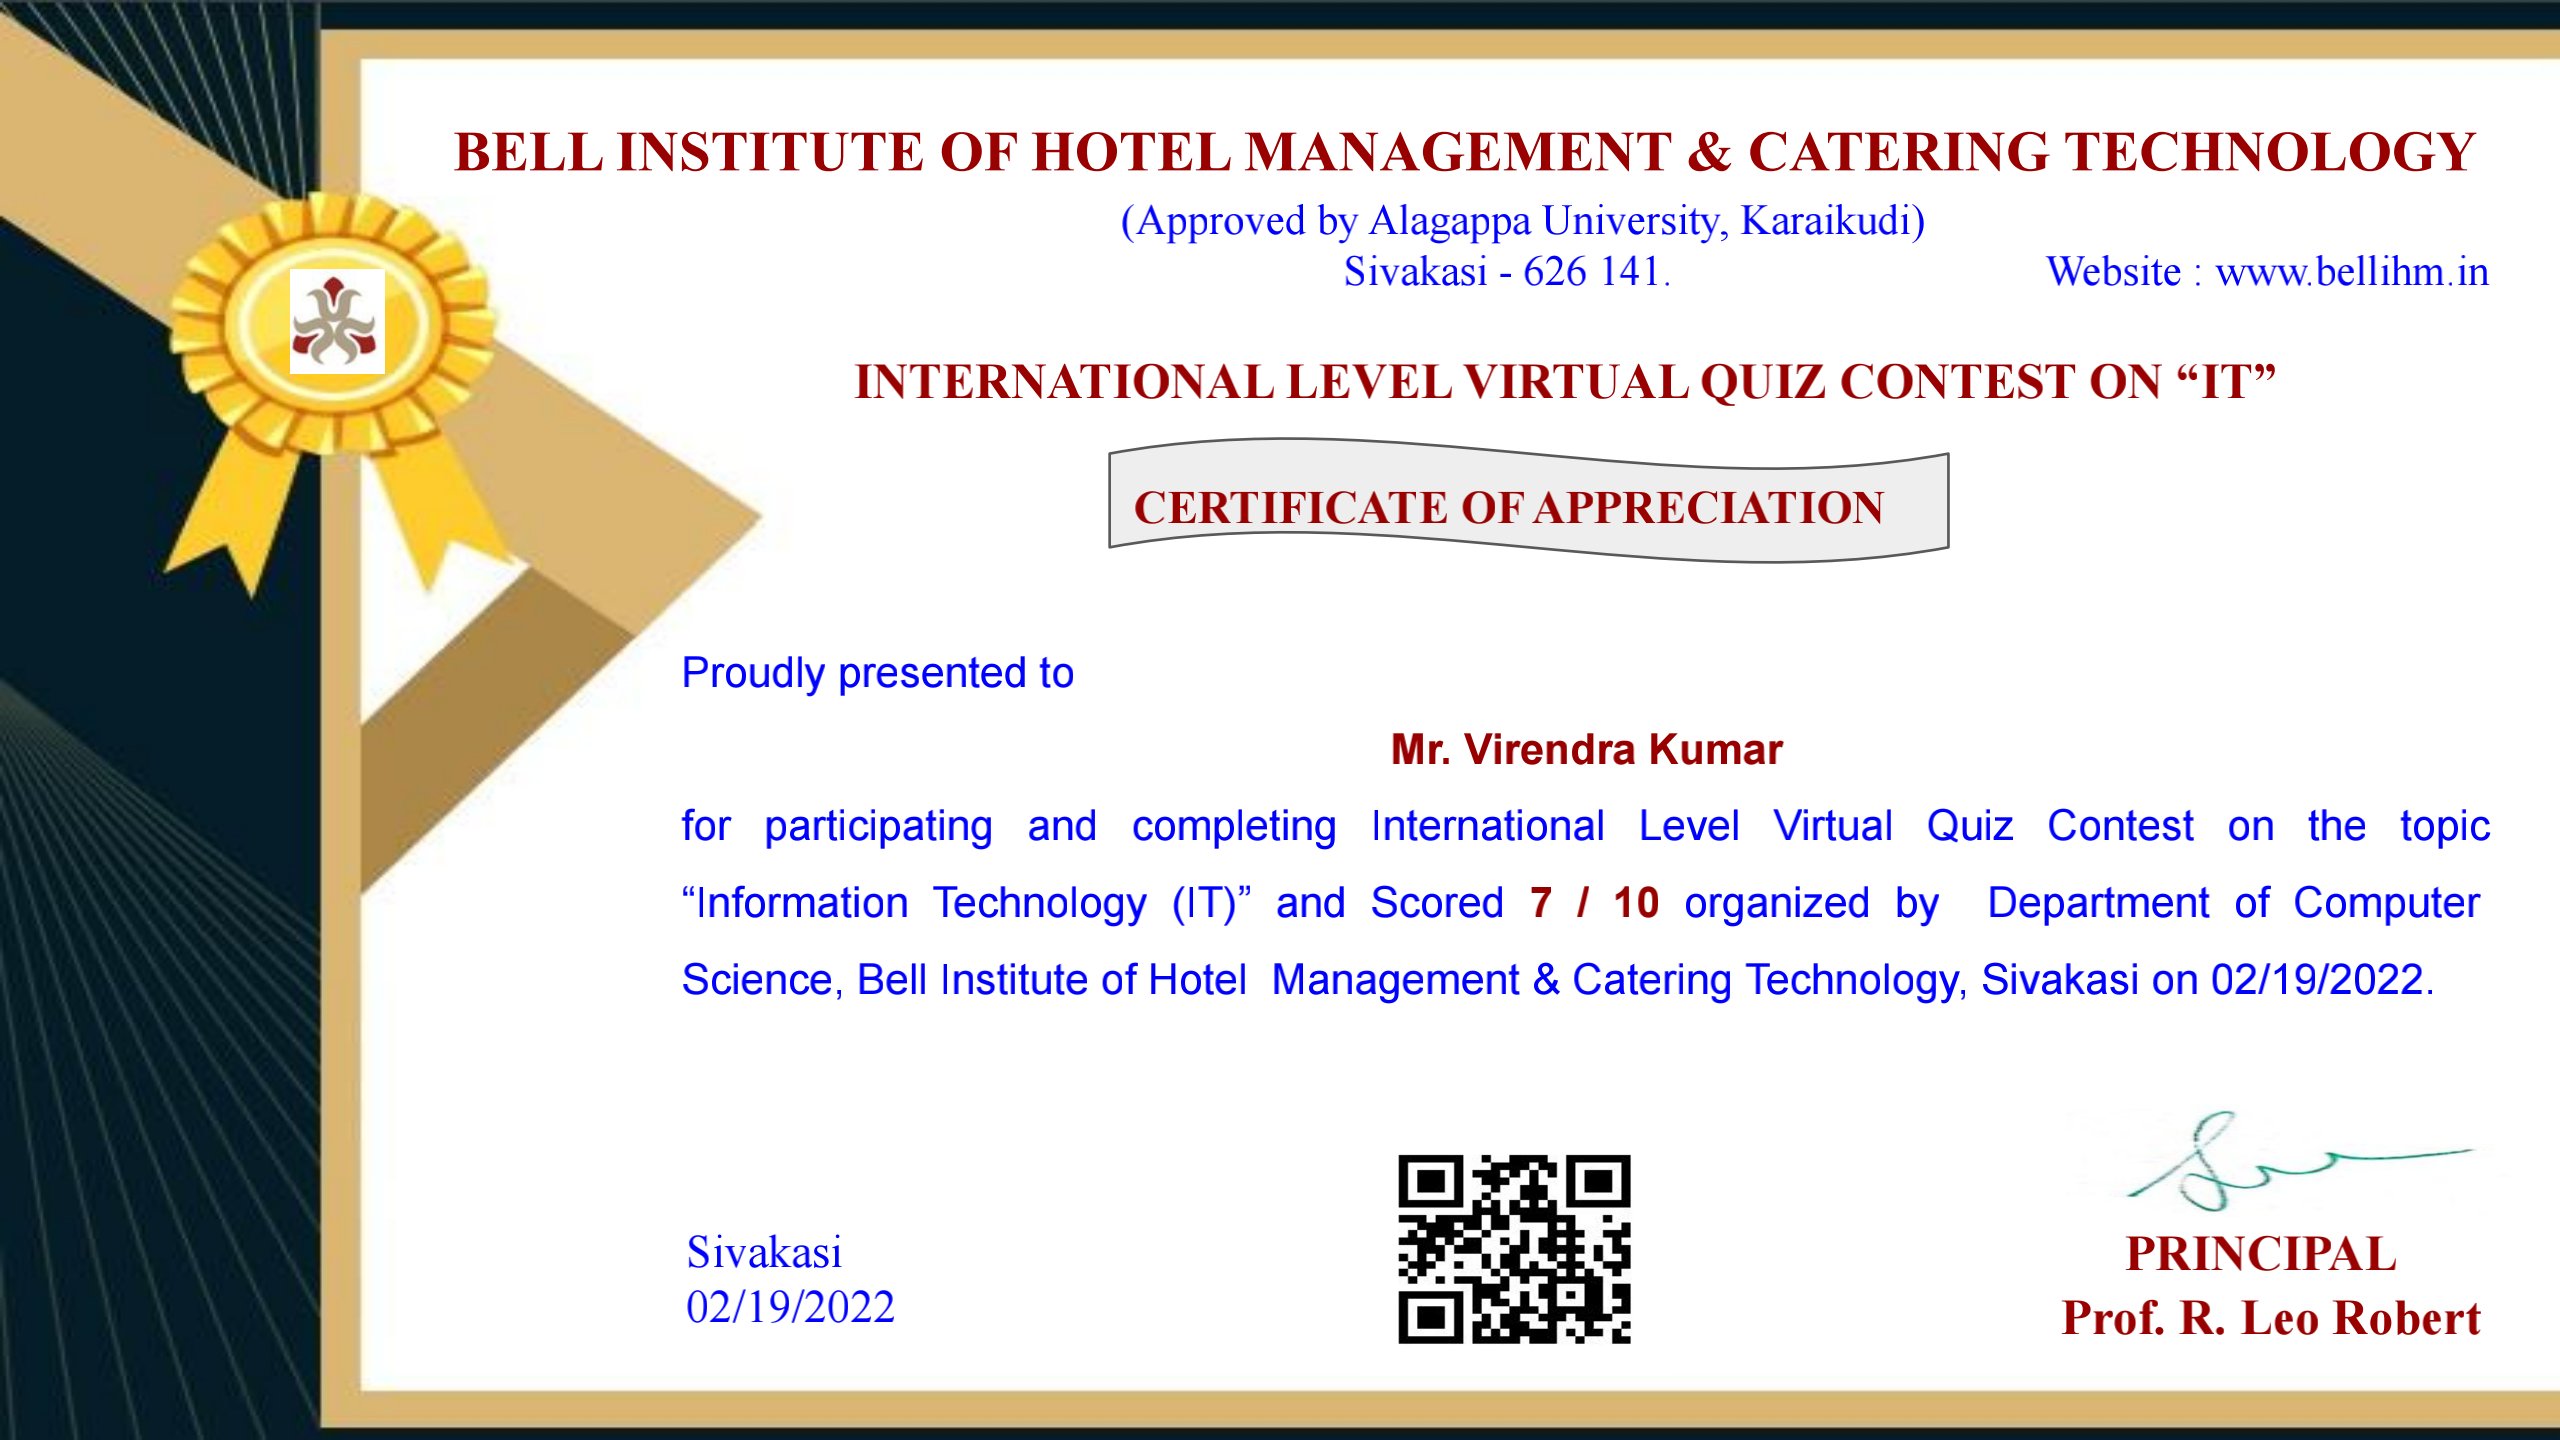 BELL INSTITUTE OF HOTEL MANAGEMENT & CATERING TECHNOLOGY
(Approved by Alagappa University, Karaikudi)
Sivakasi - 626 141. Website : www.bellihm.in
INTERNATIONAL LEVEL VIRTUAL QUIZ CONTEST ON “IT”
CERTIFICATE OF APPRECIATION
Proudly presented to
Mr. Virendra Kumar
for participating and completing International Level Virtual Quiz Contest on the topic
“Information Technology (IT)” and Scored 7 / 10 organized by Department of Computer
Science, Bell Institute of Hotel Management & Catering Technology, Sivakasi on 02/19/2022.
Sivakasi
02/19/2022
PRINCIPAL
Prof. R. Leo Robert